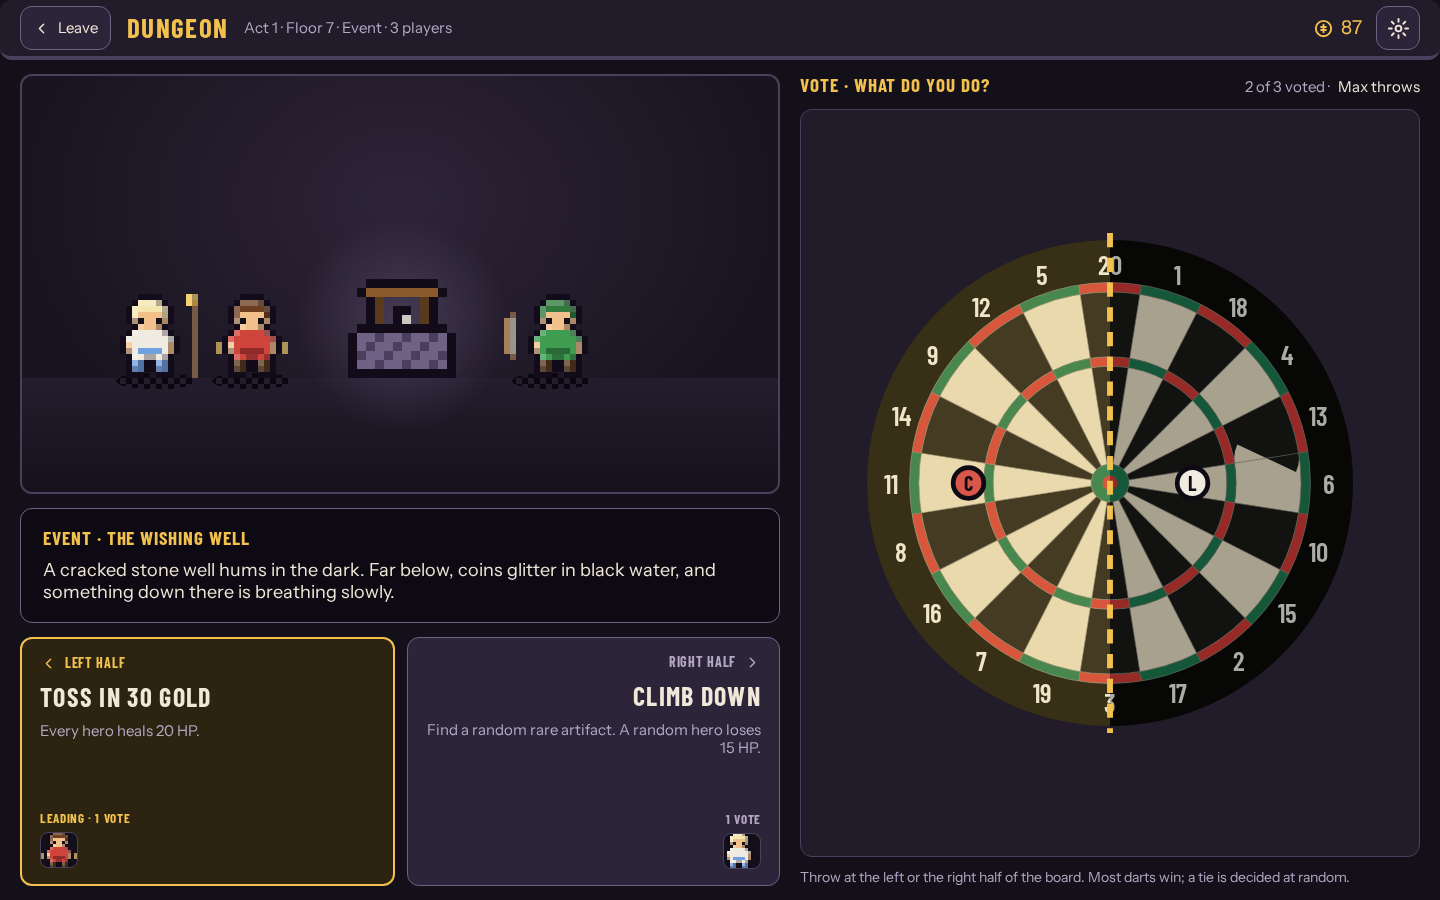 Leave
DUNGEON
Act 1 · Floor 7 · Event · 3 players
87
VOTE · WHAT DO YOU DO?
2 of 3 voted · Max throws
EVENT · THE WISHING WELL
A cracked stone well hums in the dark. Far below, coins glitter in black water, and
something down there is breathing slowly.
LEFT HALF
TOSS IN 30 GOLD
Every hero heals 20 HP.
LEADING · 1 VOTE
RIGHT HALF
CLIMB DOWN
Find a random rare artifact. A random hero loses
15 HP.
1 VOTE
20
1
18
4
13
6
10
15
2
17
3
19
7
16
8
11
14
9
12
5
C
L
Throw at the left or the right half of the board. Most darts win; a tie is decided at random.